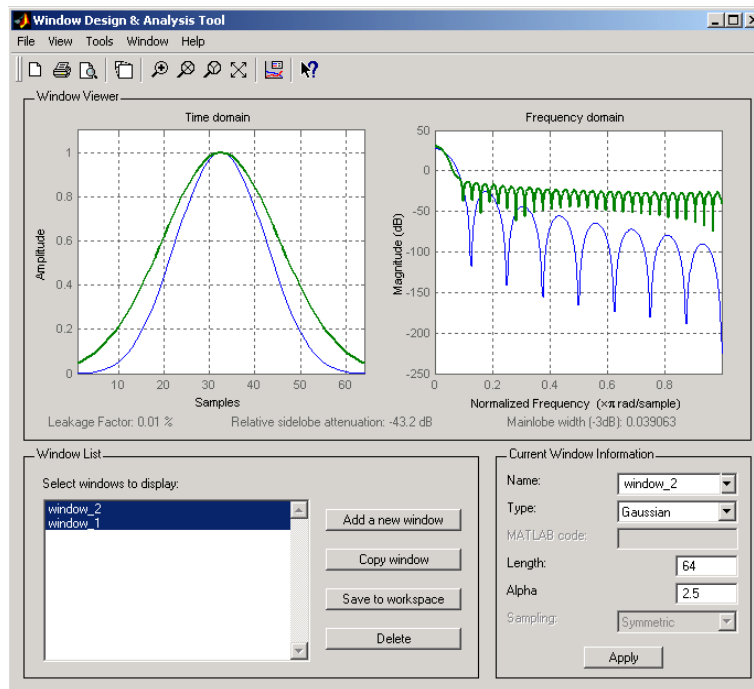 Window Design & Analysis Tool
File View Tools Window Help
Window Viewer
Time domain
Frequency domain
Amplitude
1
0.8
0.6
0.4
0.2
0
10 20 30 40 50 60
Samples
Magnitude (dB)
50
0
-50
-100
-150
-200
-250
0 0.2 0.4 0.6 0.8
Normalized Frequency (×π rad/sample)
Leakage Factor: 0.01 %
Relative sidelobe attenuation: -43.2 dB
Mainlobe width (-3dB): 0.039063
Window List
Select windows to display:
window_2
window_1
Add a new window
Copy window
Save to workspace
Delete
Current Window Information
Name: window_2
Type: Gaussian
MATLAB code:
Length: 64
Alpha 2.5
Sampling: Symmetric
Apply